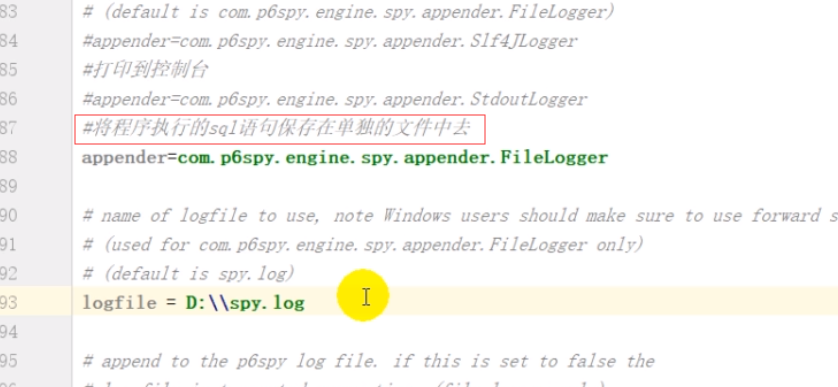 83 # (default is com.p6spy.engine.spy.appender.FileLogger)
84 #appender=com.p6spy.engine.spy.appender.Slf4JLogger
85 #打印到控制台
86 #appender=com.p6spy.engine.spy.appender.StdoutLogger
87 #将程序执行的sql语句保存在单独的文件中去
88 appender=com.p6spy.engine.spy.appender.FileLogger
89
90 # name of logfile to use, note Windows users should make sure to use forward s
91 # (used for com.p6spy.engine.spy.appender.FileLogger only)
92 # (default is spy.log)
93 logfile = D:\\spy.log
94
95 # append to the p6spy log file. if this is set to false the